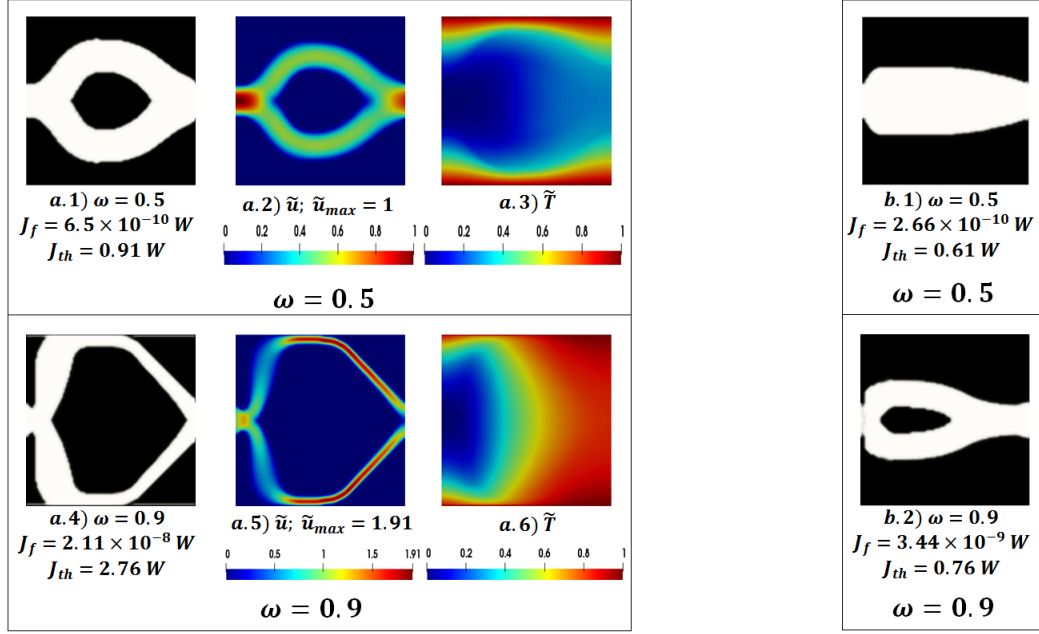 a.1) ω = 0.5
J_f = 6.5 × 10⁻¹⁰ W
J_th = 0.91 W
a.2) ũ; ũ_max = 1
0 0.2 0.4 0.6 0.8 1
a.3) T̃
0 0.2 0.4 0.6 0.8 1
ω = 0.5
b.1) ω = 0.5
J_f = 2.66 × 10⁻¹⁰ W
J_th = 0.61 W
ω = 0.5
a.4) ω = 0.9
J_f = 2.11 × 10⁻⁸ W
J_th = 2.76 W
a.5) ũ; ũ_max = 1.91
0 0.5 1 1.5 1.91
a.6) T̃
0 0.2 0.4 0.6 0.8 1
ω = 0.9
b.2) ω = 0.9
J_f = 3.44 × 10⁻⁹ W
J_th = 0.76 W
ω = 0.9